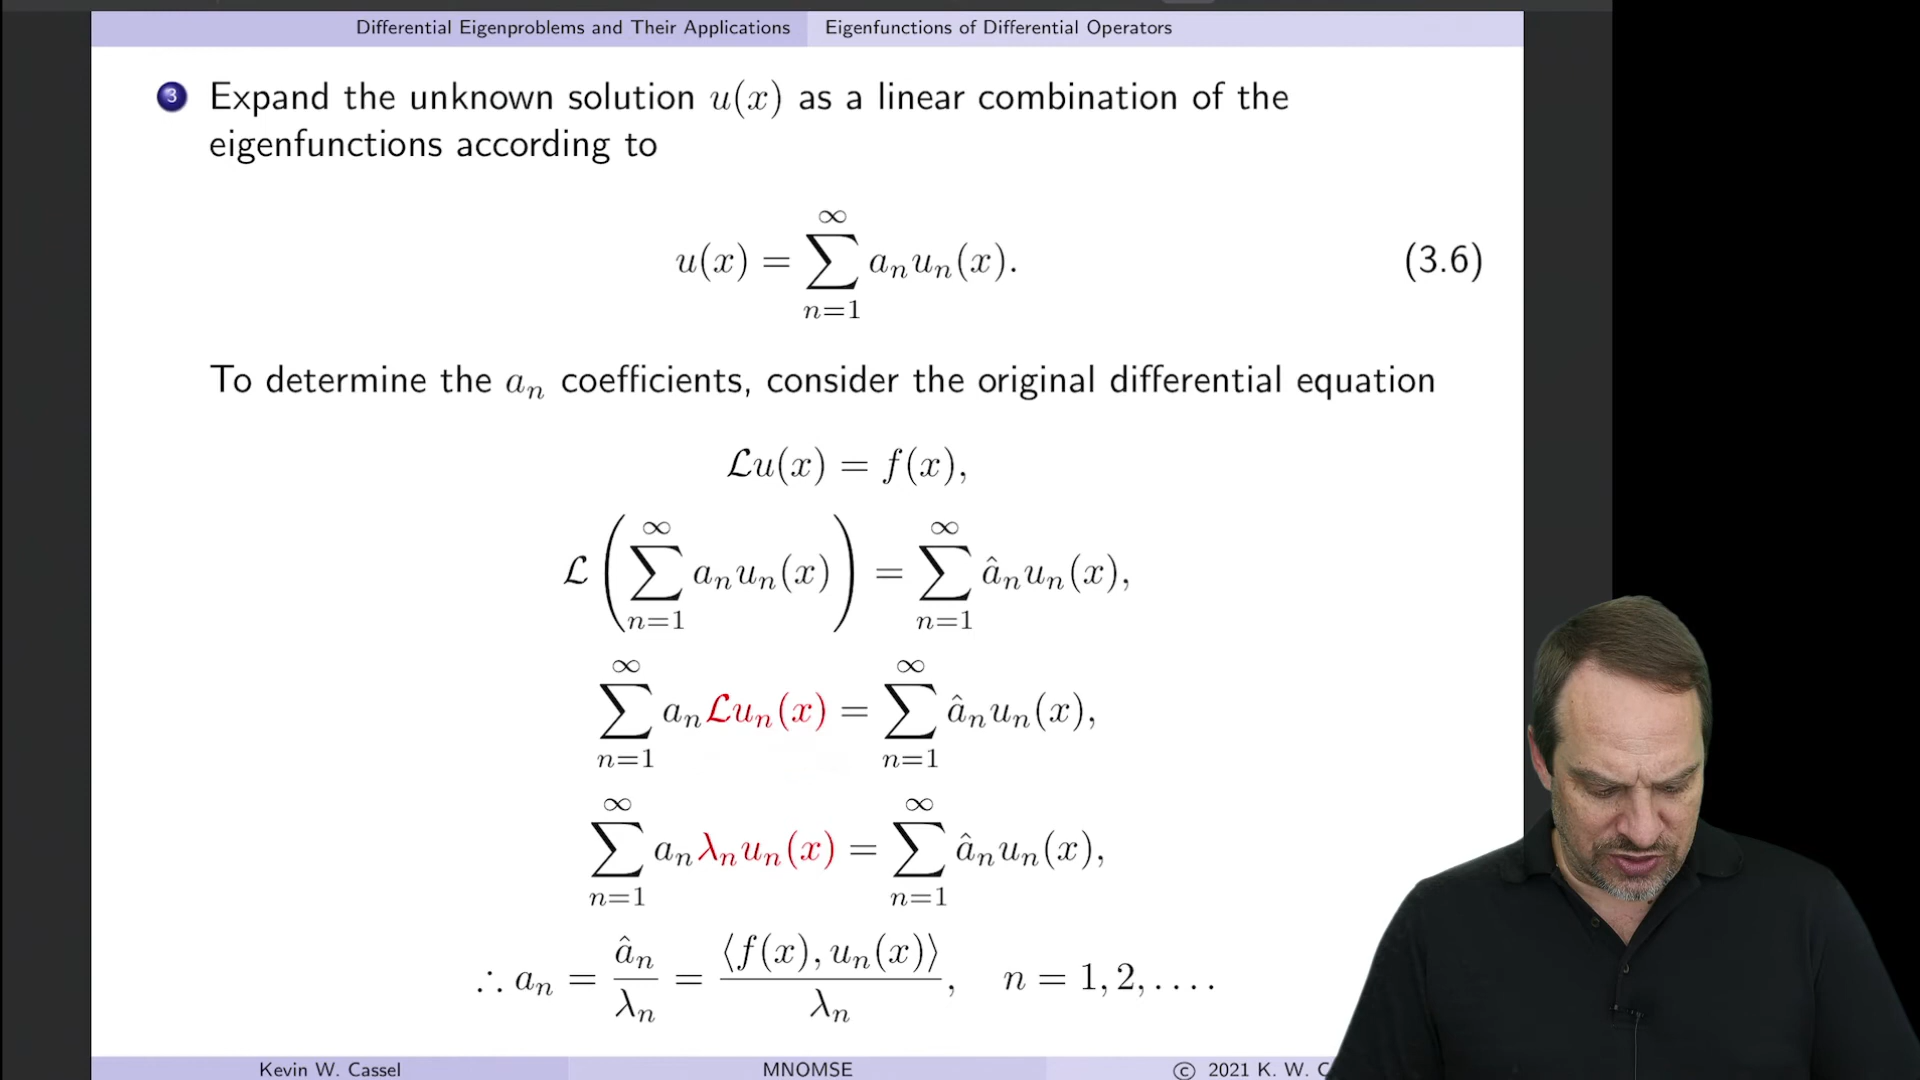 Differential Eigenproblems and Their Applications Eigenfunctions of Differential Operators
3 Expand the unknown solution u(x) as a linear combination of the
eigenfunctions according to
u(x) = ∑_{n=1}^{∞} a_n u_n(x). (3.6)
To determine the a_n coefficients, consider the original differential equation
ℒu(x) = f(x),
ℒ(∑_{n=1}^{∞} a_n u_n(x)) = ∑_{n=1}^{∞} â_n u_n(x),
∑_{n=1}^{∞} a_n ℒu_n(x) = ∑_{n=1}^{∞} â_n u_n(x),
∑_{n=1}^{∞} a_n λ_n u_n(x) = ∑_{n=1}^{∞} â_n u_n(x),
∴ a_n = â_n/λ_n = ⟨f(x), u_n(x)⟩/λ_n, n = 1, 2, . . . .
Kevin W. Cassel MNOMSE © 2021 K. W. C